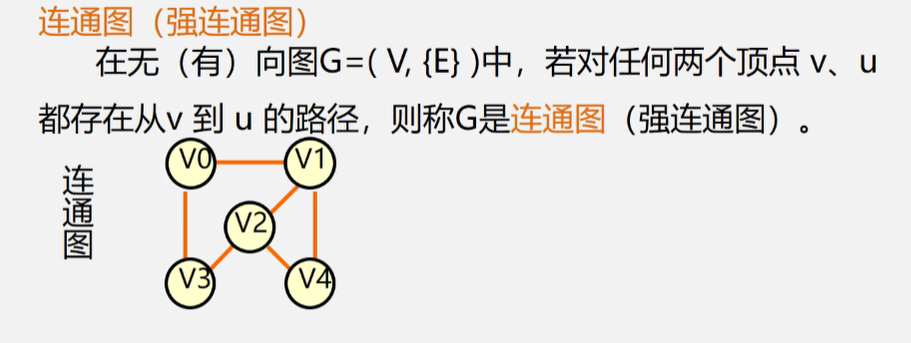 连通图（强连通图）
在无（有）向图G=( V, {E} )中，若对任何两个顶点 v、u
都存在从v 到 u 的路径，则称G是连通图（强连通图）。
连通图
V0
V1
V2
V3
V4